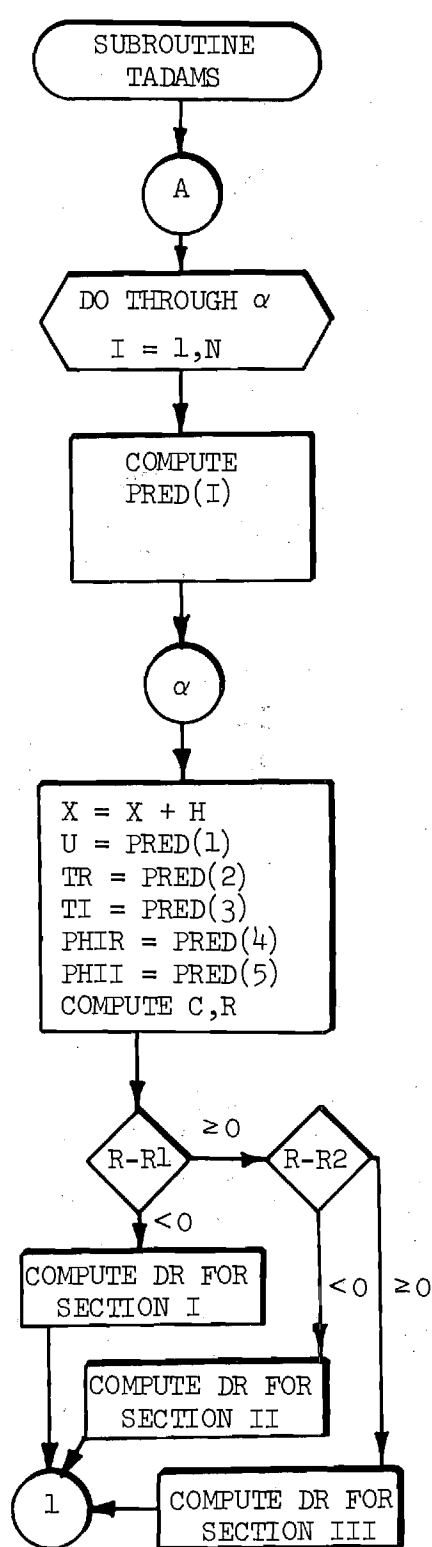 SUBROUTINE
TADAMS
A
DO THROUGH α
I = 1,N
COMPUTE
PRED(I)
α
X = X + H
U = PRED(1)
TR = PRED(2)
TI = PRED(3)
PHIR = PRED(4)
PHII = PRED(5)
COMPUTE C,R
R-R1
≥0
R-R2
<0
COMPUTE DR FOR
SECTION I
<0
≥0
COMPUTE DR FOR
SECTION II
1
COMPUTE DR FOR
SECTION III